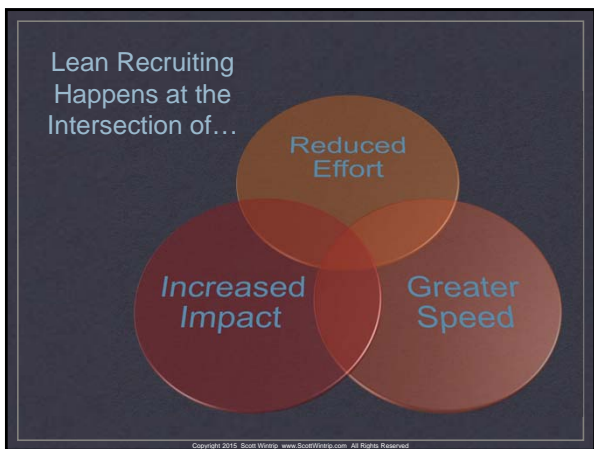 Lean Recruiting
Happens at the
Intersection of…
Reduced
Effort
Increased
Impact
Greater
Speed
Copyright 2015 Scott Wintrip www.ScottWintrip.com All Rights Reserved